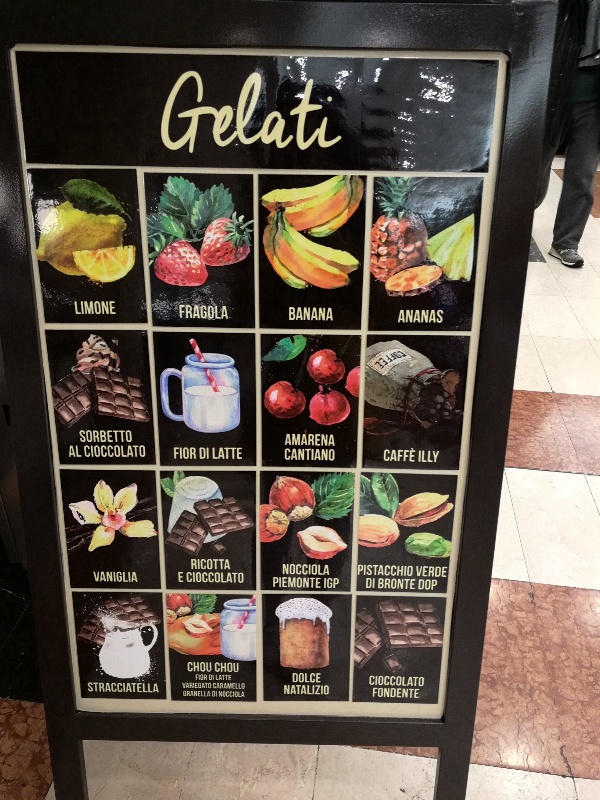 Gelati
LIMONE
FRAGOLA
BANANA
ANANAS
SORBETTO
AL CIOCCOLATO
FIOR DI LATTE
AMARENA
CANTIANO
COFFEE
CAFFÈ ILLY
VANIGLIA
RICOTTA
E CIOCCOLATO
NOCCIOLA
PIEMONTE IGP
PISTACCHIO VERDE
DI BRONTE DOP
STRACCIATELLA
CHOU CHOU
FIOR DI LATTE
VARIEGATO CARAMELLO
GRANELLA DI NOCCIOLA
DOLCE
NATALIZIO
CIOCCOLATO
FONDENTE